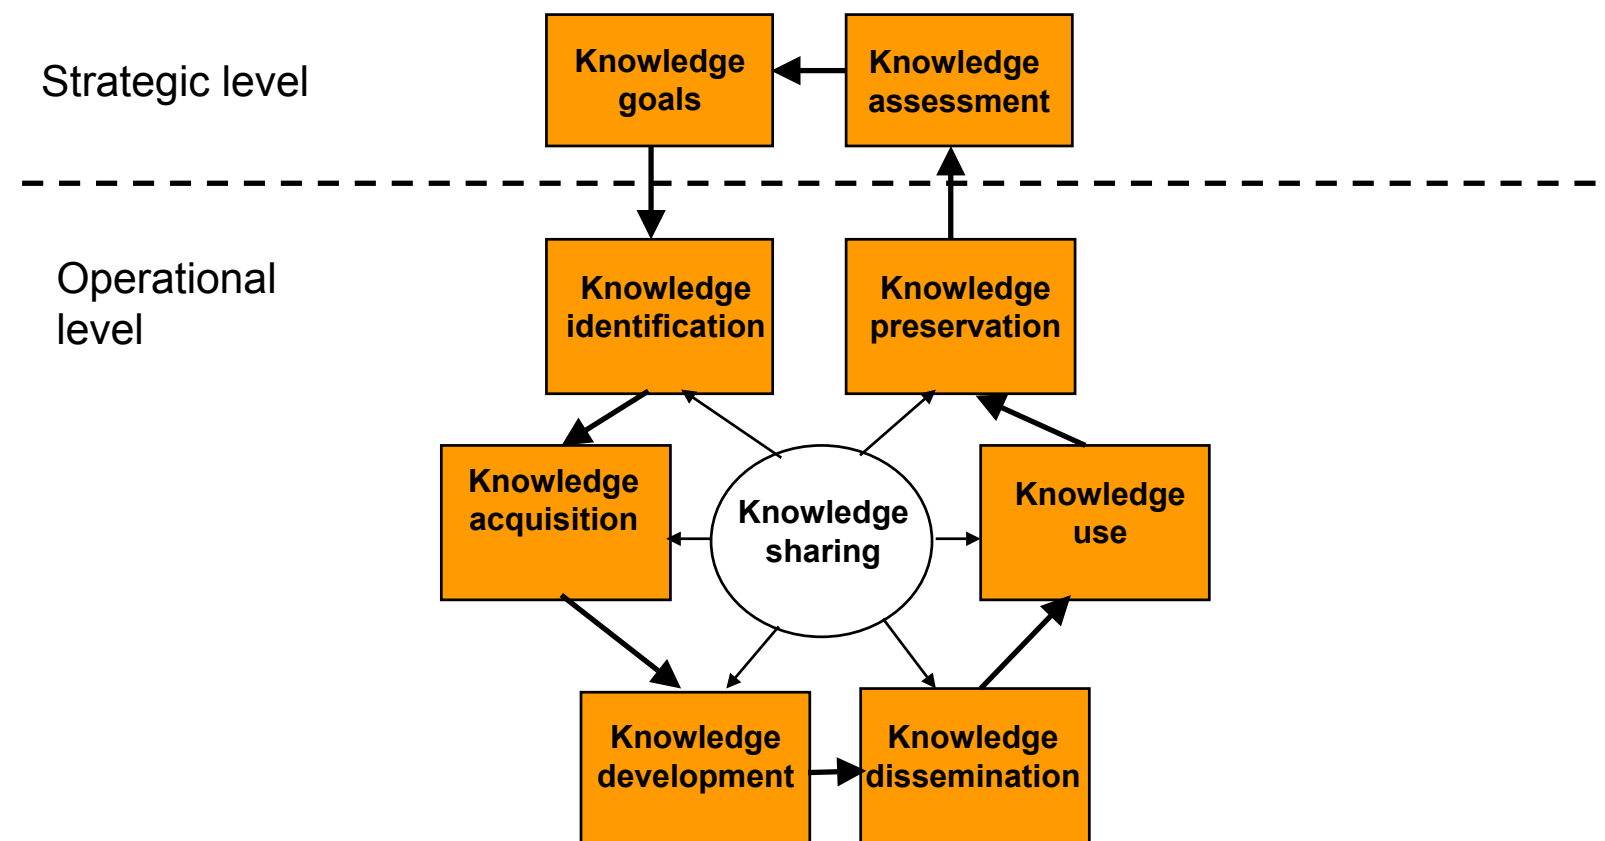 Strategic level
Knowledge
goals
Knowledge
assessment
Operational
level
Knowledge
identification
Knowledge
preservation
Knowledge
acquisition
Knowledge
sharing
Knowledge
use
Knowledge
development
Knowledge
dissemination